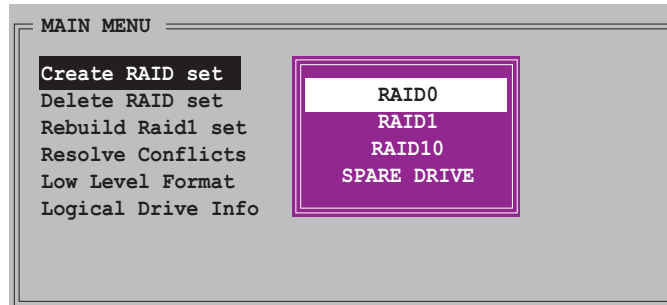 MAIN MENU
Create RAID set
Delete RAID set
Rebuild Raid1 set
Resolve Conflicts
Low Level Format
Logical Drive Info
RAID0
RAID1
RAID10
SPARE DRIVE